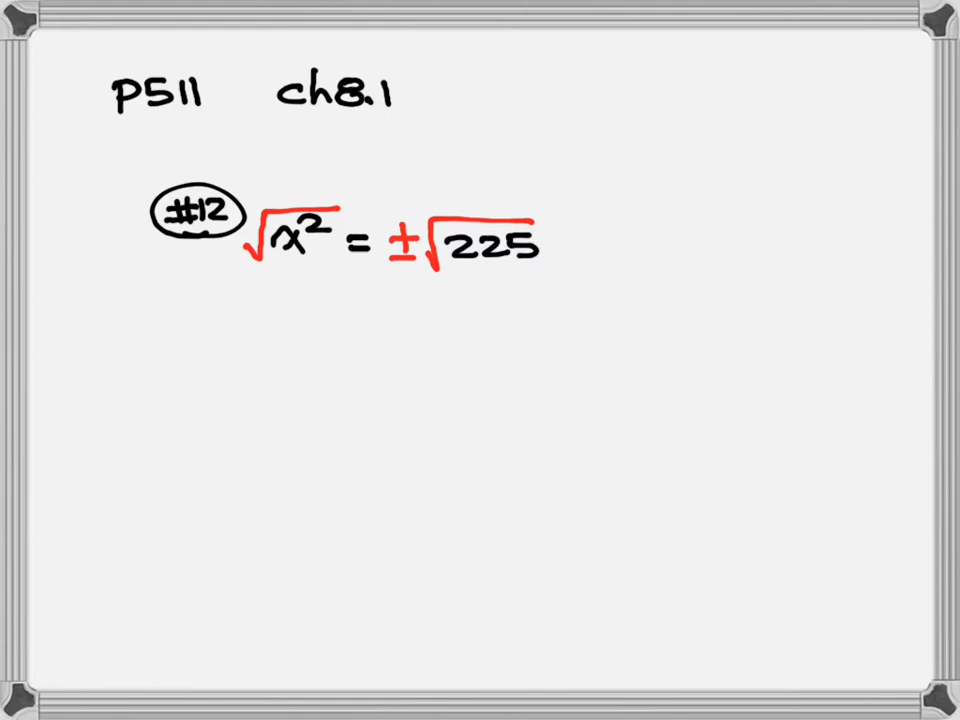 p511 ch8.1
#12 √x² = ±√225